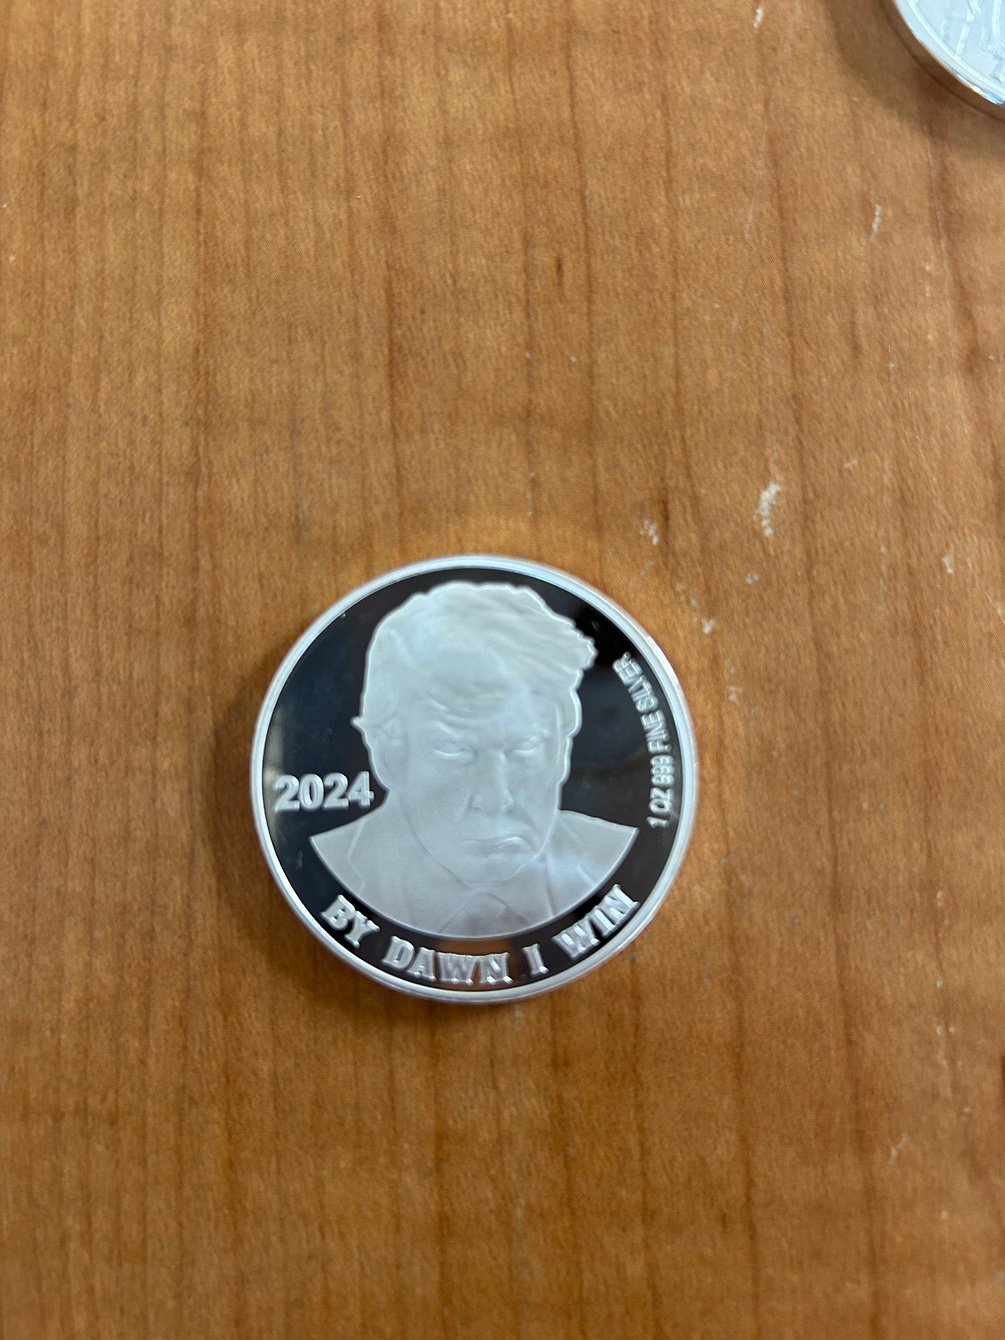 2024
1 OZ 999 FINE SILVER
BY DAWN I WIN